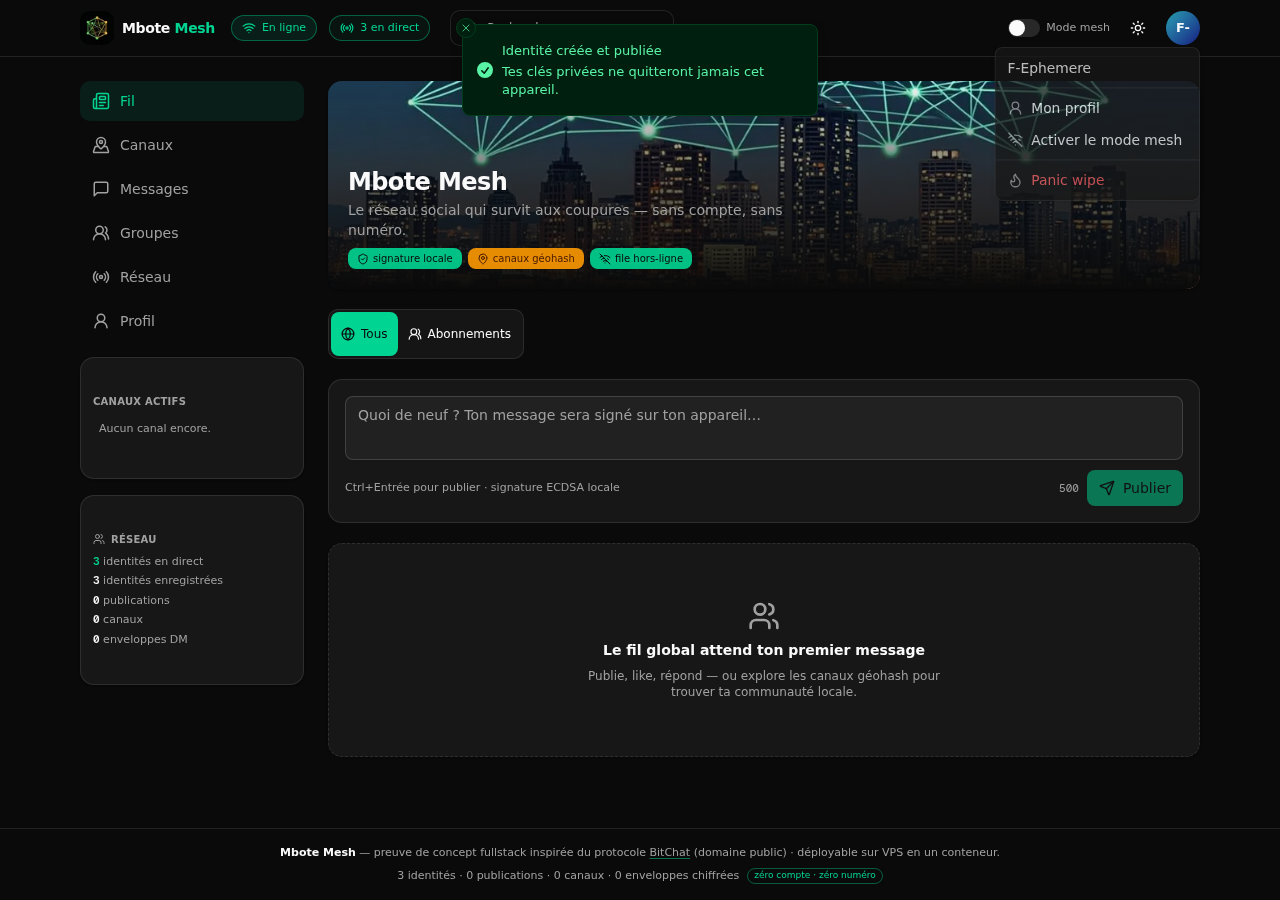 Mbote Mesh
En ligne
3 en direct
Mode mesh
F-
Identité créée et publiée
Tes clés privées ne quitteront jamais cet
appareil.
F-Ephemere
Mon profil
Activer le mode mesh
Panic wipe
Fil
Canaux
Messages
Groupes
Réseau
Profil
CANAUX ACTIFS
Aucun canal encore.
RÉSEAU
3 identités en direct
3 identités enregistrées
0 publications
0 canaux
0 enveloppes DM
Mbote Mesh
Le réseau social qui survit aux coupures — sans compte, sans
numéro.
signature locale
canaux géohash
file hors-ligne
Tous
Abonnements
Quoi de neuf ? Ton message sera signé sur ton appareil…
Ctrl+Entrée pour publier · signature ECDSA locale
500
Publier
Le fil global attend ton premier message
Publie, like, répond — ou explore les canaux géohash pour
trouver ta communauté locale.
Mbote Mesh — preuve de concept fullstack inspirée du protocole BitChat (domaine public) · déployable sur VPS en un conteneur.
3 identités · 0 publications · 0 canaux · 0 enveloppes chiffrées
zéro compte · zéro numéro